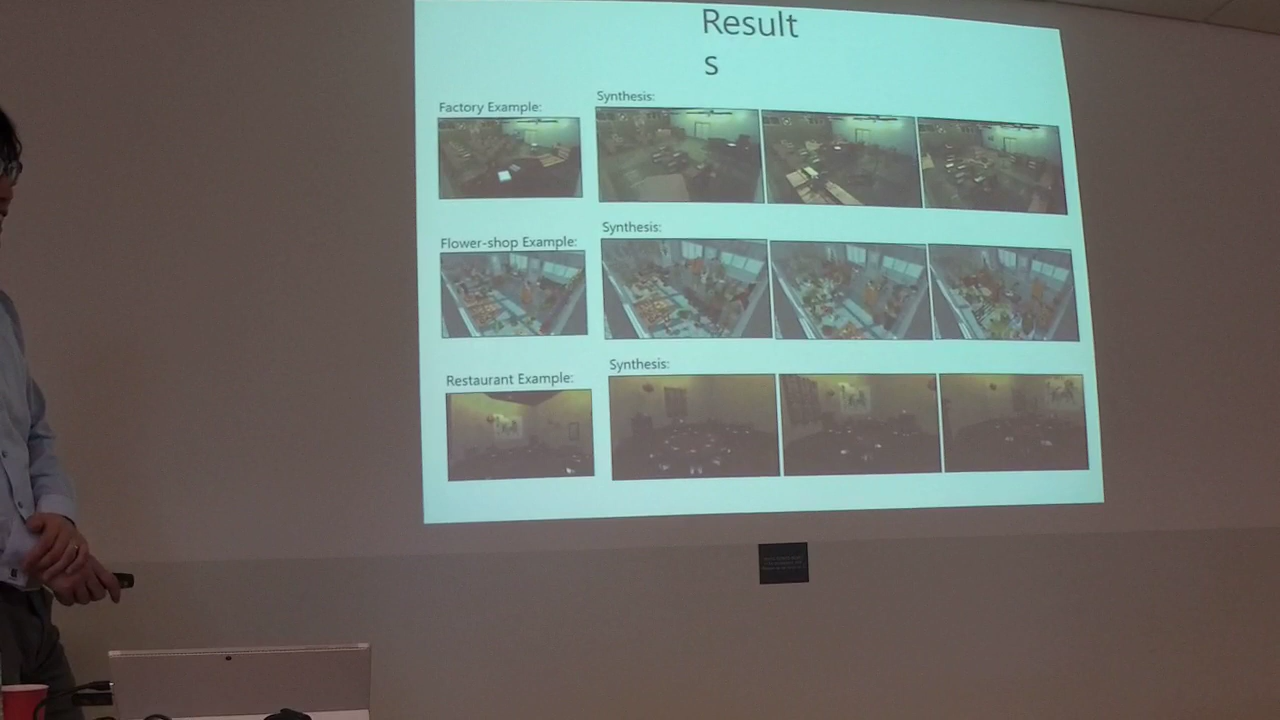 Result
s
Factory Example:
Synthesis:
Flower-shop Example:
Synthesis:
Restaurant Example:
Synthesis: